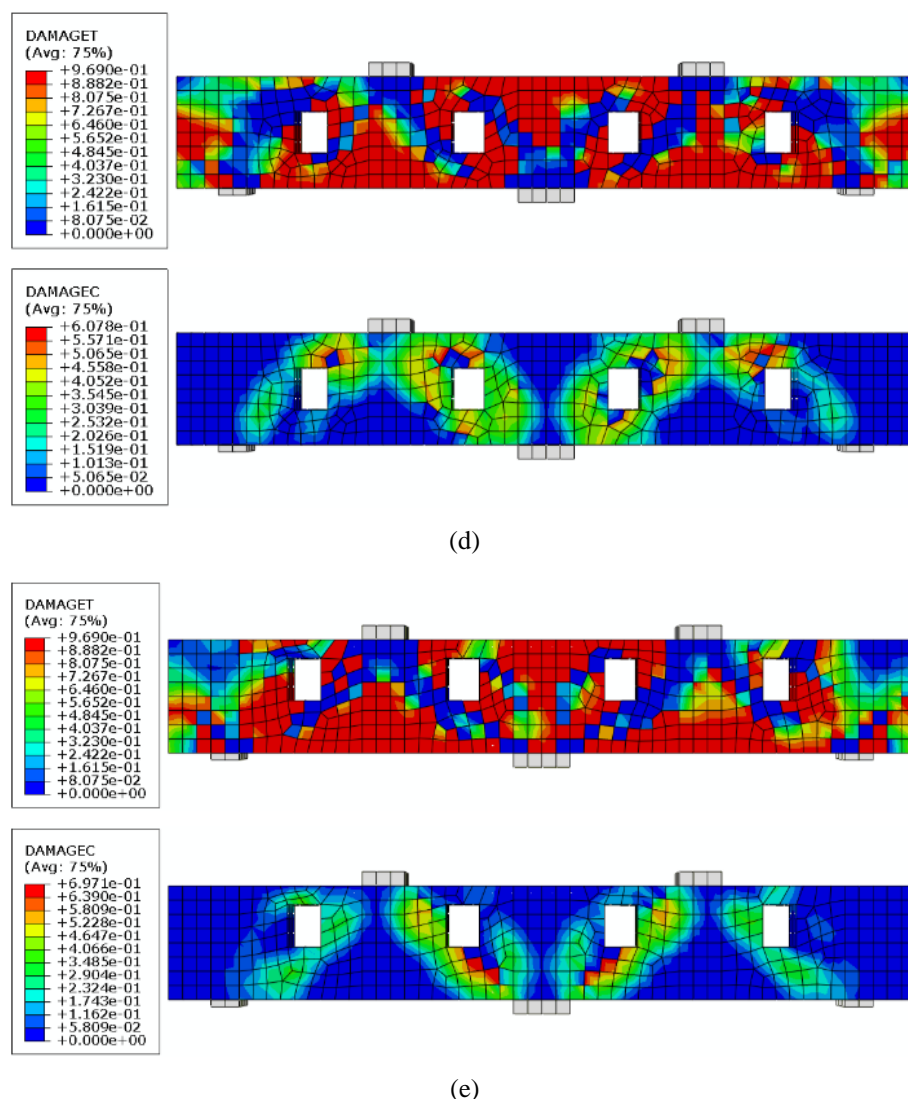 DAMAGET
(Avg: 75%)
+9.690e-01
+8.882e-01
+8.075e-01
+7.267e-01
+6.460e-01
+5.652e-01
+4.845e-01
+4.037e-01
+3.230e-01
+2.422e-01
+1.615e-01
+8.075e-02
+0.000e+00
DAMAGEC
(Avg: 75%)
+6.078e-01
+5.571e-01
+5.065e-01
+4.558e-01
+4.052e-01
+3.545e-01
+3.039e-01
+2.532e-01
+2.026e-01
+1.519e-01
+1.013e-01
+5.065e-02
+0.000e+00
(d)
DAMAGET
(Avg: 75%)
+9.690e-01
+8.882e-01
+8.075e-01
+7.267e-01
+6.460e-01
+5.652e-01
+4.845e-01
+4.037e-01
+3.230e-01
+2.422e-01
+1.615e-01
+8.075e-02
+0.000e+00
DAMAGEC
(Avg: 75%)
+6.971e-01
+6.390e-01
+5.809e-01
+5.228e-01
+4.647e-01
+4.066e-01
+3.485e-01
+2.904e-01
+2.324e-01
+1.743e-01
+1.162e-01
+5.809e-02
+0.000e+00
(e)